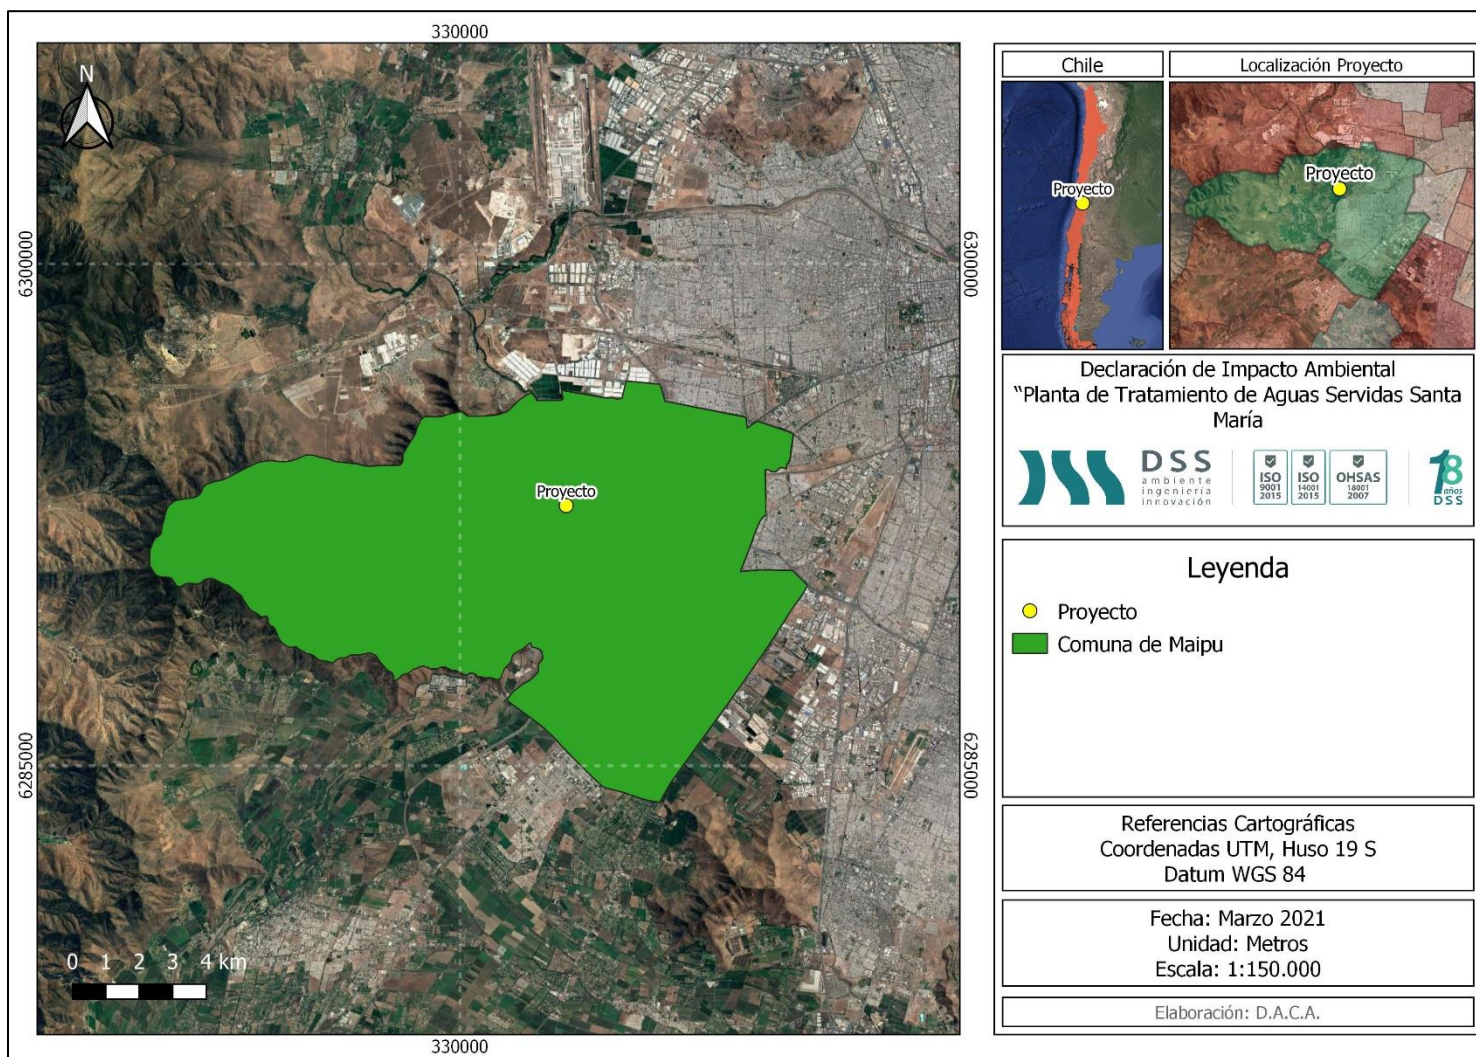 330000
N
6300000
6300000
Proyecto
6285000
6285000
0 1 2 3 4 km
330000
Chile
Localización Proyecto
Proyecto
Proyecto
Declaración de Impacto Ambiental
“Planta de Tratamiento de Aguas Servidas Santa
María
DSS
ambiente
ingeniería
innovación
ISO
9001
2015
ISO
14001
2015
OHSAS
18001
2007
18
años
DSS
Leyenda
Proyecto
Comuna de Maipu
Referencias Cartográficas
Coordenadas UTM, Huso 19 S
Datum WGS 84
Fecha: Marzo 2021
Unidad: Metros
Escala: 1:150.000
Elaboración: D.A.C.A.